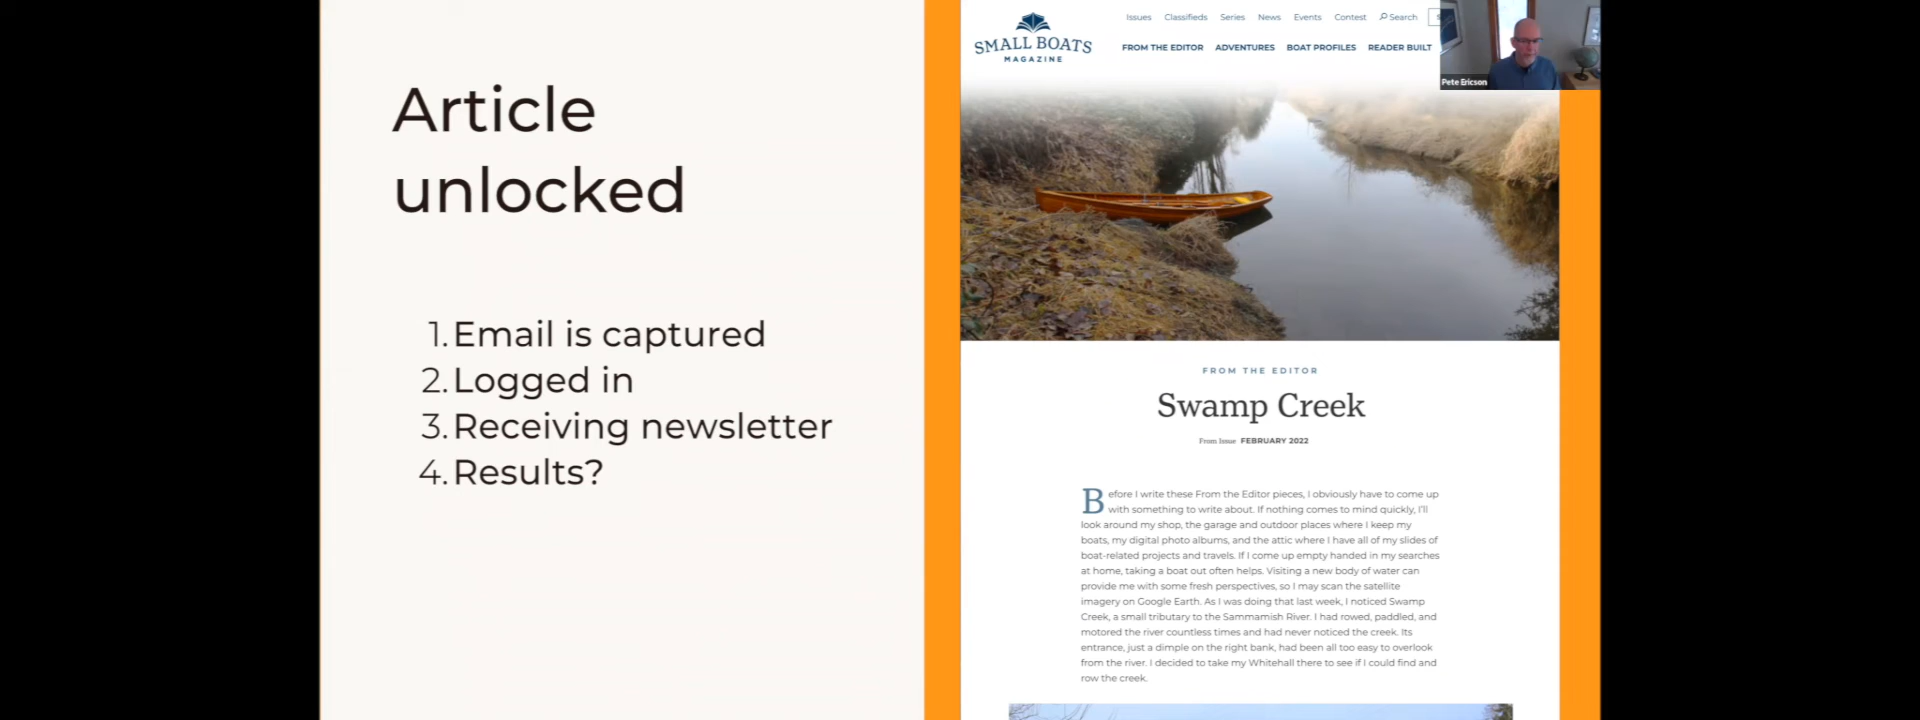 Article
unlocked
1. Email is captured
2. Logged in
3. Receiving newsletter
4. Results?
SMALL BOATS
MAGAZINE
Issues Classifieds Series News Events Contest Search
FROM THE EDITOR ADVENTURES BOAT PROFILES READER BUILT
Pete Ericson
FROM THE EDITOR
Swamp Creek
From Issue FEBRUARY 2022
Before I write these From the Editor pieces, I obviously have to come up
with something to write about. If nothing comes to mind quickly, I'll
look around my shop, the garage and outdoor places where I keep my
boats, my digital photo albums, and the attic where I have all of my slides of
boat-related projects and travels. If I come up empty handed in my searches
at home, taking a boat out often helps. Visiting a new body of water can
provide me with some fresh perspectives, so I may scan the satellite
imagery on Google Earth. As I was doing that last week, I noticed Swamp
Creek, a small tributary to the Sammamish River. I had rowed, paddled, and
motored the river countless times and had never noticed the creek. Its
entrance, just a dimple on the right bank, had been all too easy to overlook
from the river. I decided to take my Whitehall there to see if I could find and
row the creek.